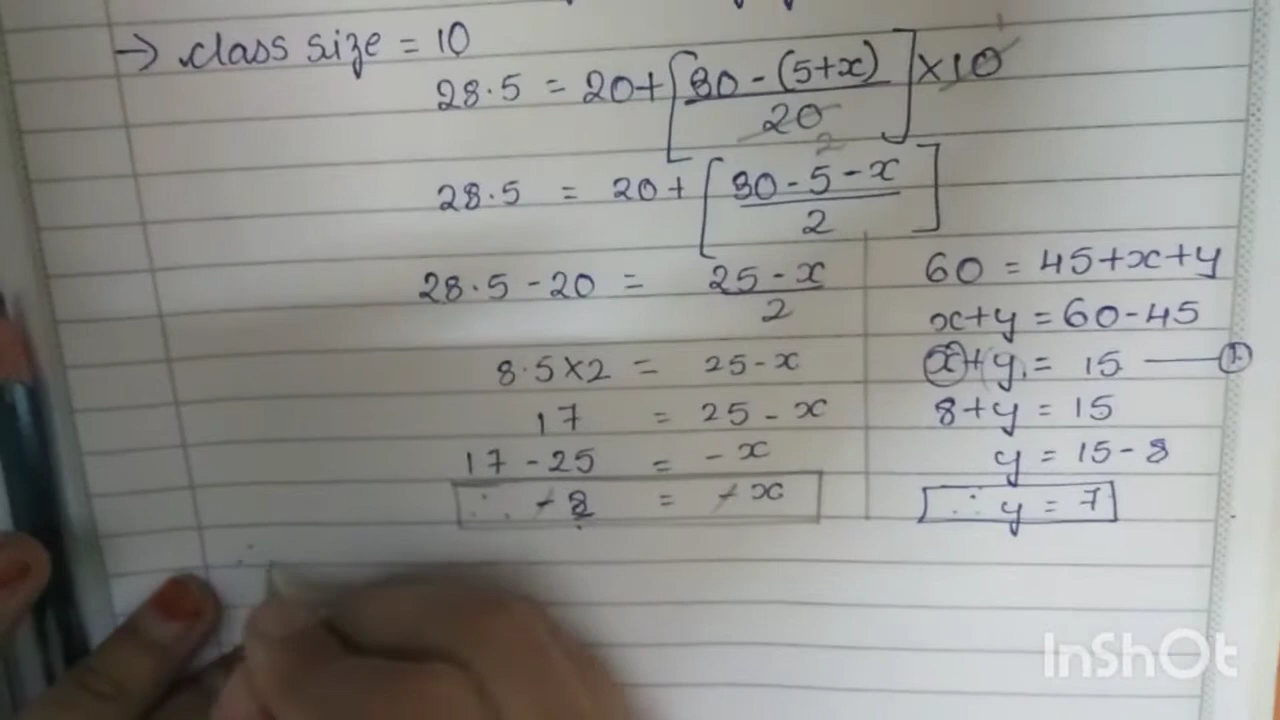 → class size = 10
28.5 = 20+[30-(5+x)/20]×10
2
28.5 = 20+[30-5-x/2]
28.5-20 = 25-x/2
8.5×2 = 25-x
17 = 25-x
17-25 = -x
∴ -8 = -x
60 = 45+x+y
x+y = 60-45
x+y = 15 —①
8+y = 15
y = 15-8
∴ y = 7
InShOt